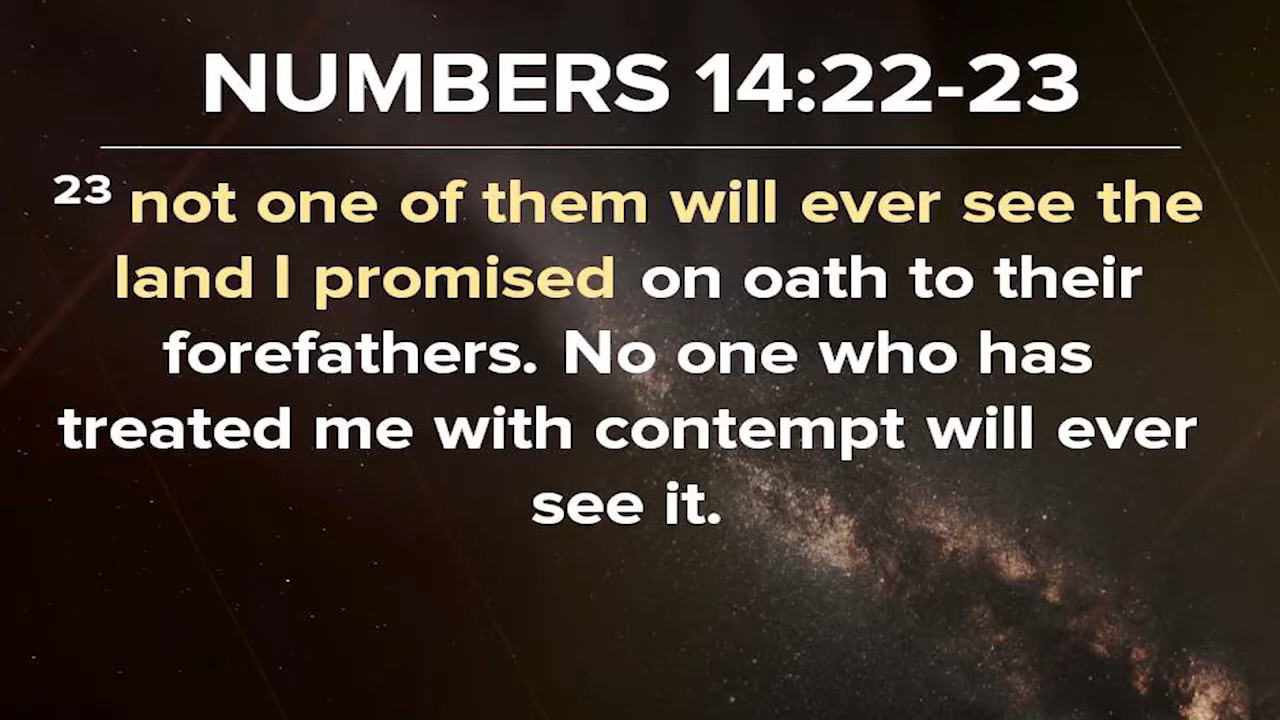 NUMBERS 14:22-23
23 not one of them will ever see the
land I promised on oath to their
forefathers. No one who has
treated me with contempt will ever
see it.